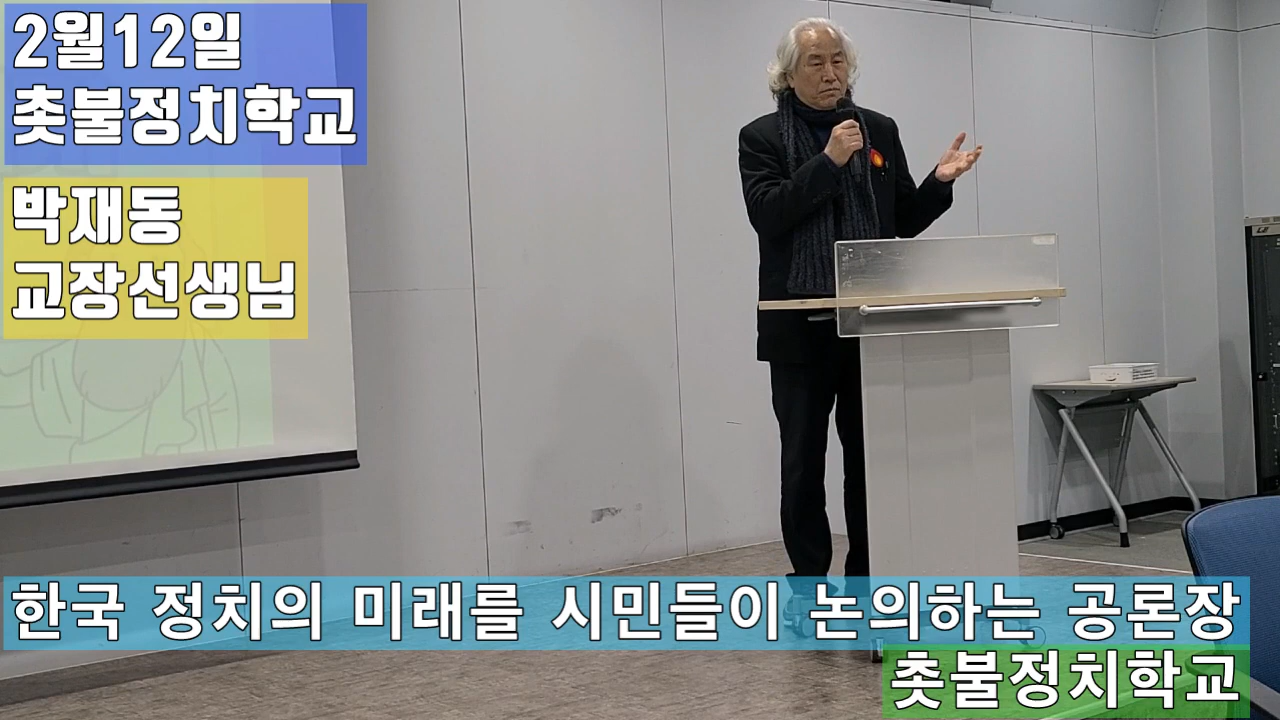 2월12일
촛불정치학교
박재동
교장선생님
한국 정치의 미래를 시민들이 논의하는 공론장
촛불정치학교